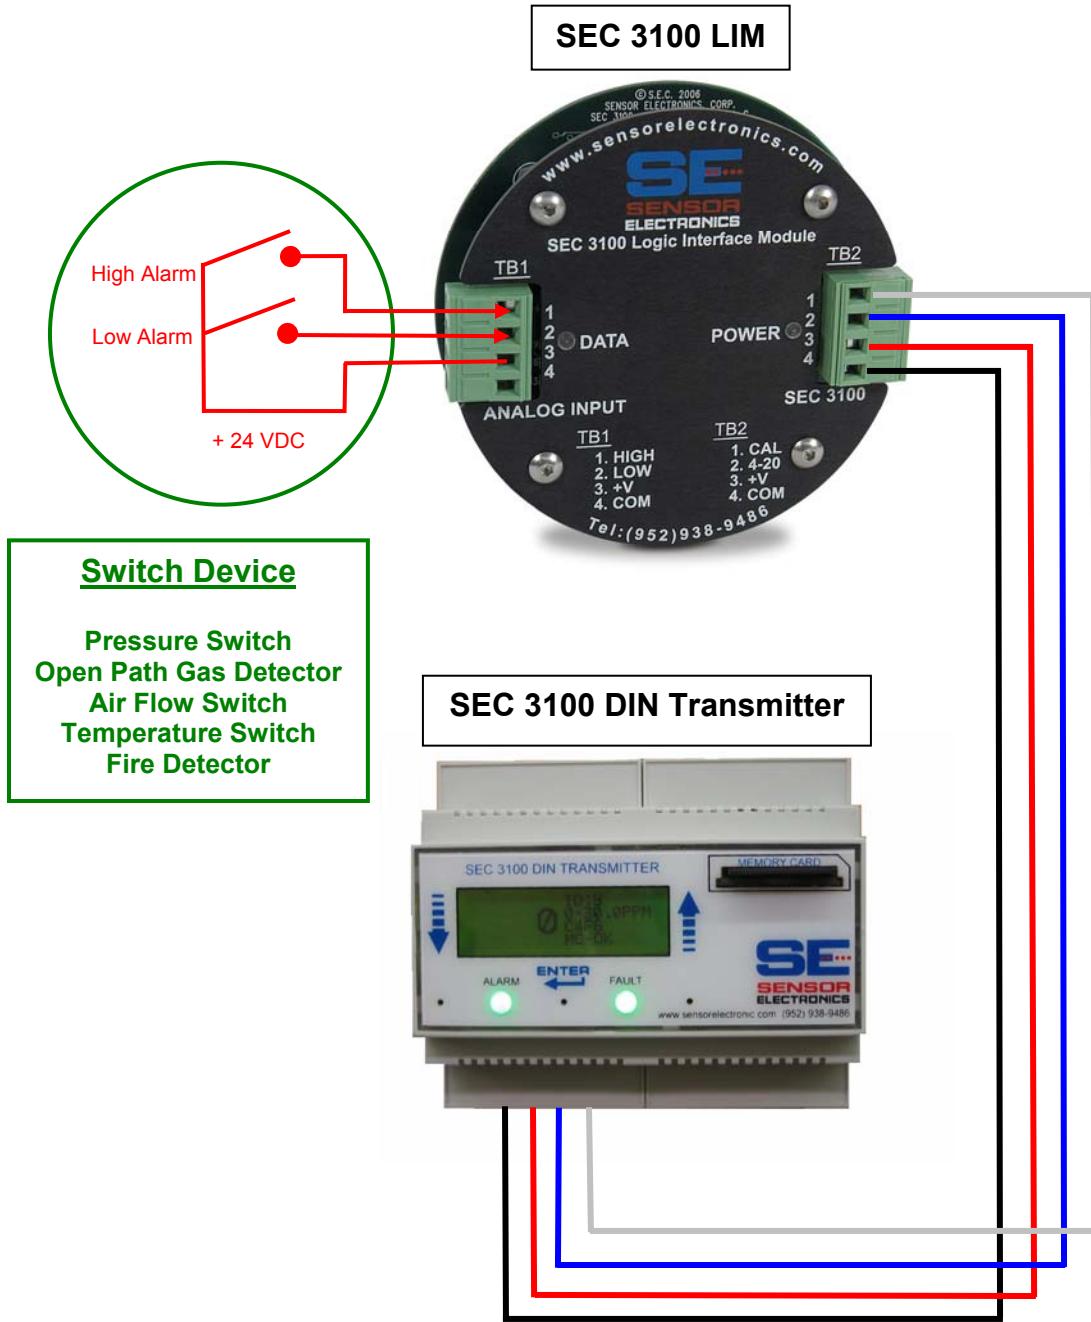 SEC 3100 LIM
© S.E.C. 2006
SENSOR ELECTRONICS CORP.
SEC 3100
www.sensorelectronics.com
SE
SENSOR
ELECTRONICS
SEC 3100 Logic Interface Module
TB1
TB2
High Alarm
Low Alarm
+ 24 VDC
1
2
3
4
DATA
POWER
1
2
3
4
ANALOG INPUT
SEC 3100
TB1
1. HIGH
2. LOW
3. +V
4. COM
TB2
1. CAL
2. 4-20
3. +V
4. COM
Tel:(952)938-9486
Switch Device
Pressure Switch
Open Path Gas Detector
Air Flow Switch
Temperature Switch
Fire Detector
SEC 3100 DIN Transmitter
SEC 3100 DIN TRANSMITTER
MEMORY CARD
ALARM
ENTER
FAULT
SE
SENSOR
ELECTRONICS
www.sensorelectronic.com (952) 938-9486